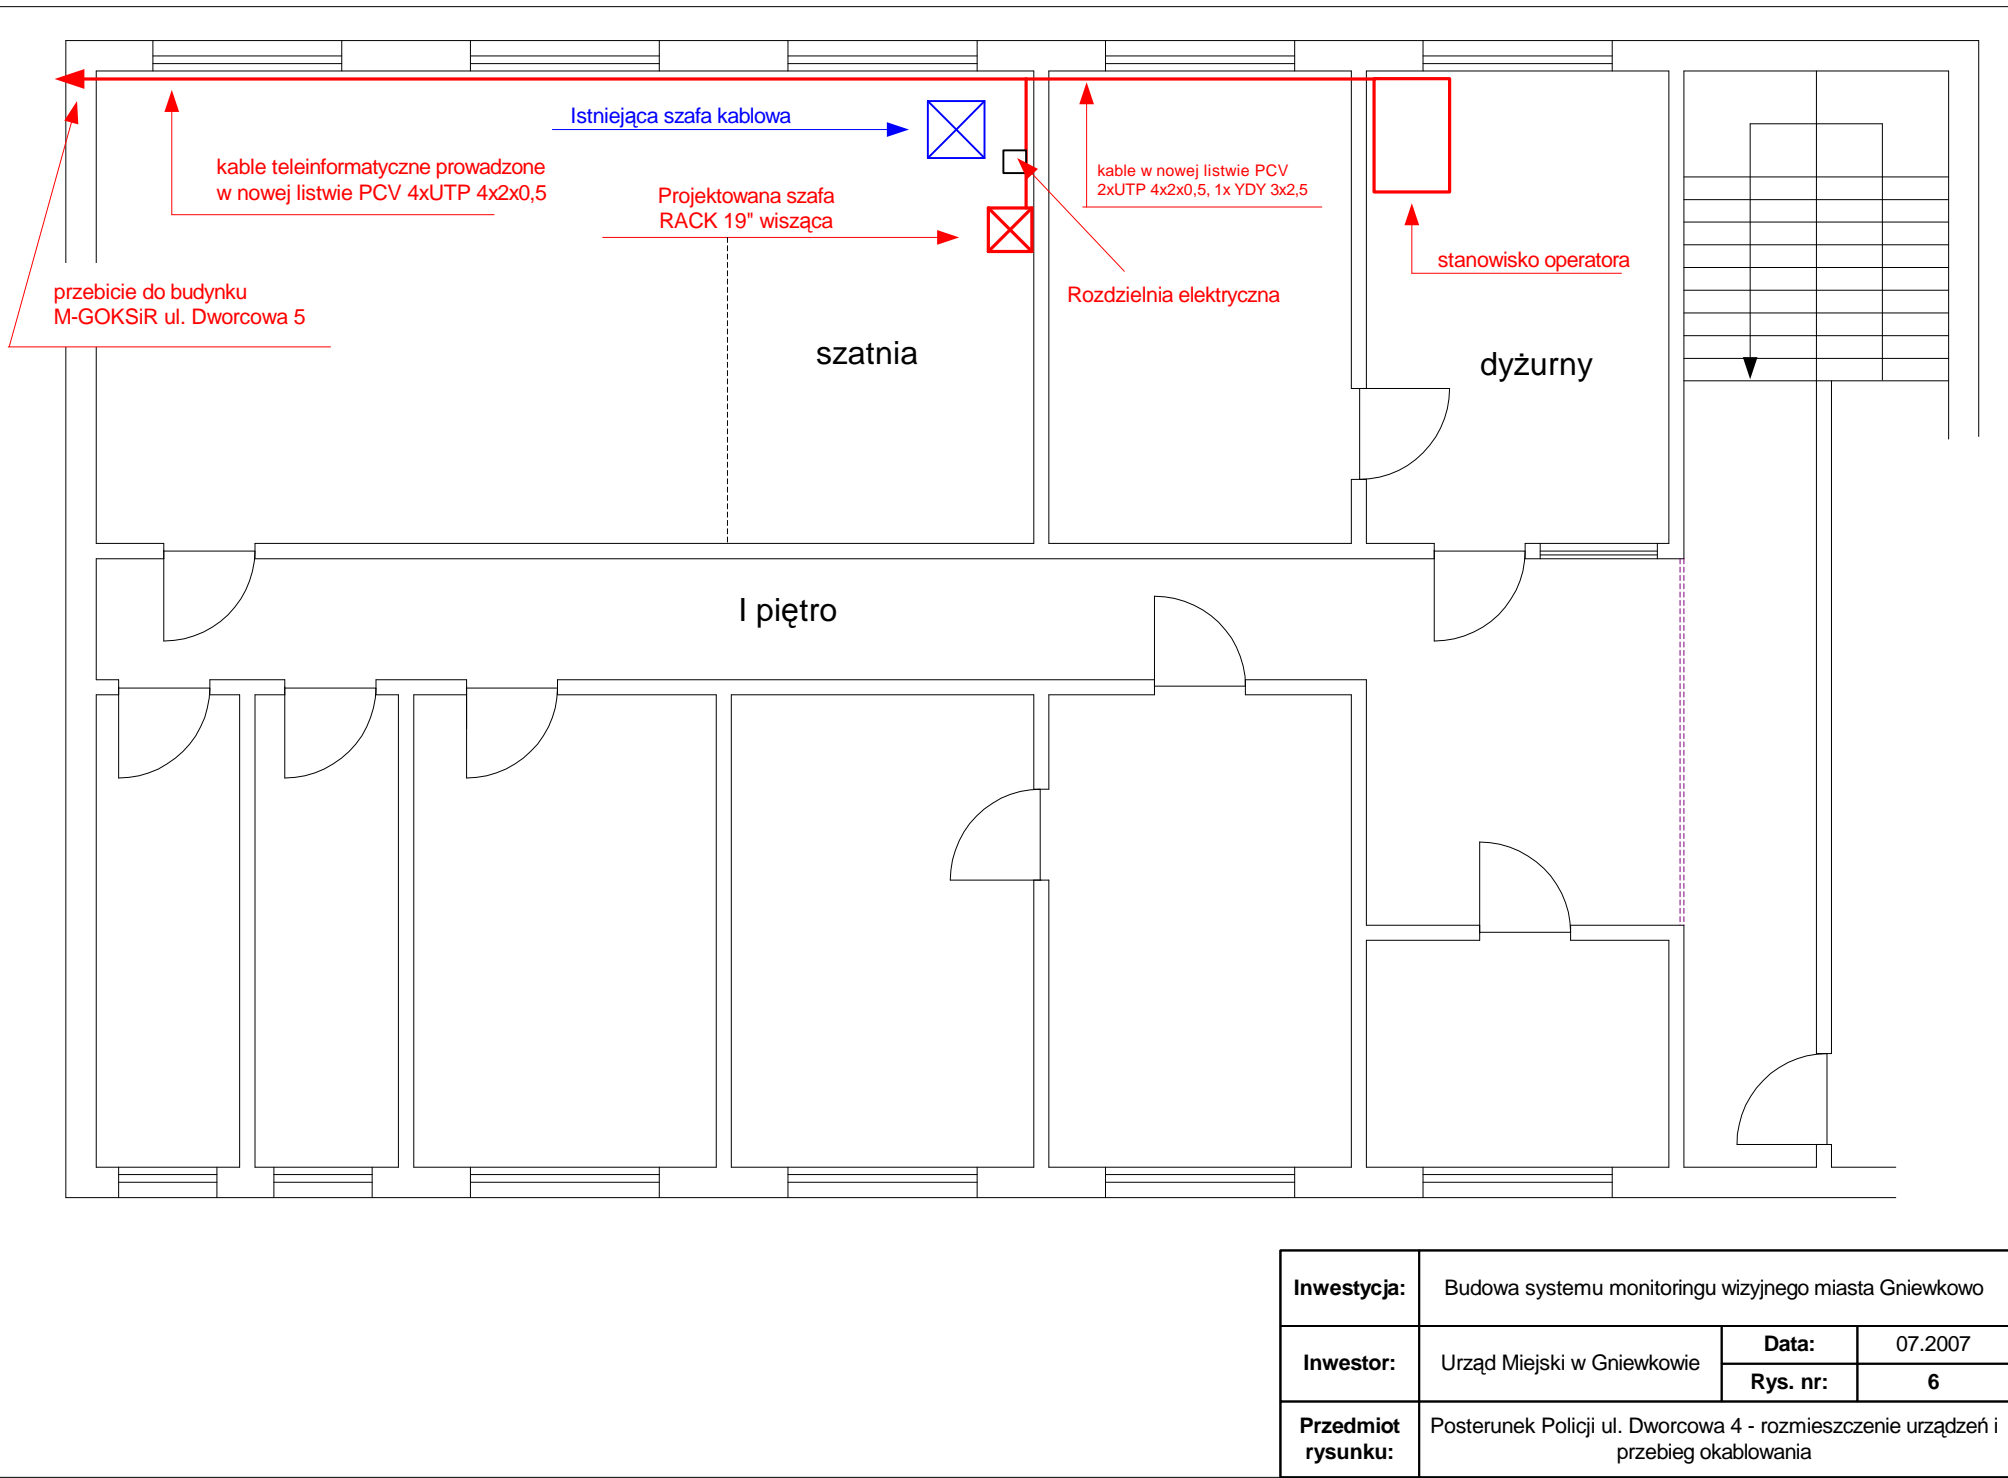 Istniejąca szafa kablowa
kable teleinformatyczne prowadzone
w nowej listwie PCV 4xUTP 4x2x0,5
Projektowana szafa
RACK 19" wisząca
kable w nowej listwie PCV
2xUTP 4x2x0,5, 1x YDY 3x2,5
stanowisko operatora
przebicie do budynku
M-GOKSiR ul. Dworcowa 5
Rozdzielnia elektryczna
szatnia
dyżurny
I piętro
Inwestycja: Budowa systemu monitoringu wizyjnego miasta Gniewkowo
Inwestor: Urząd Miejski w Gniewkowie
Data: 07.2007
Rys. nr: 6
Przedmiot
rysunku:
Posterunek Policji ul. Dworcowa 4 - rozmieszczenie urządzeń i
przebieg okablowania